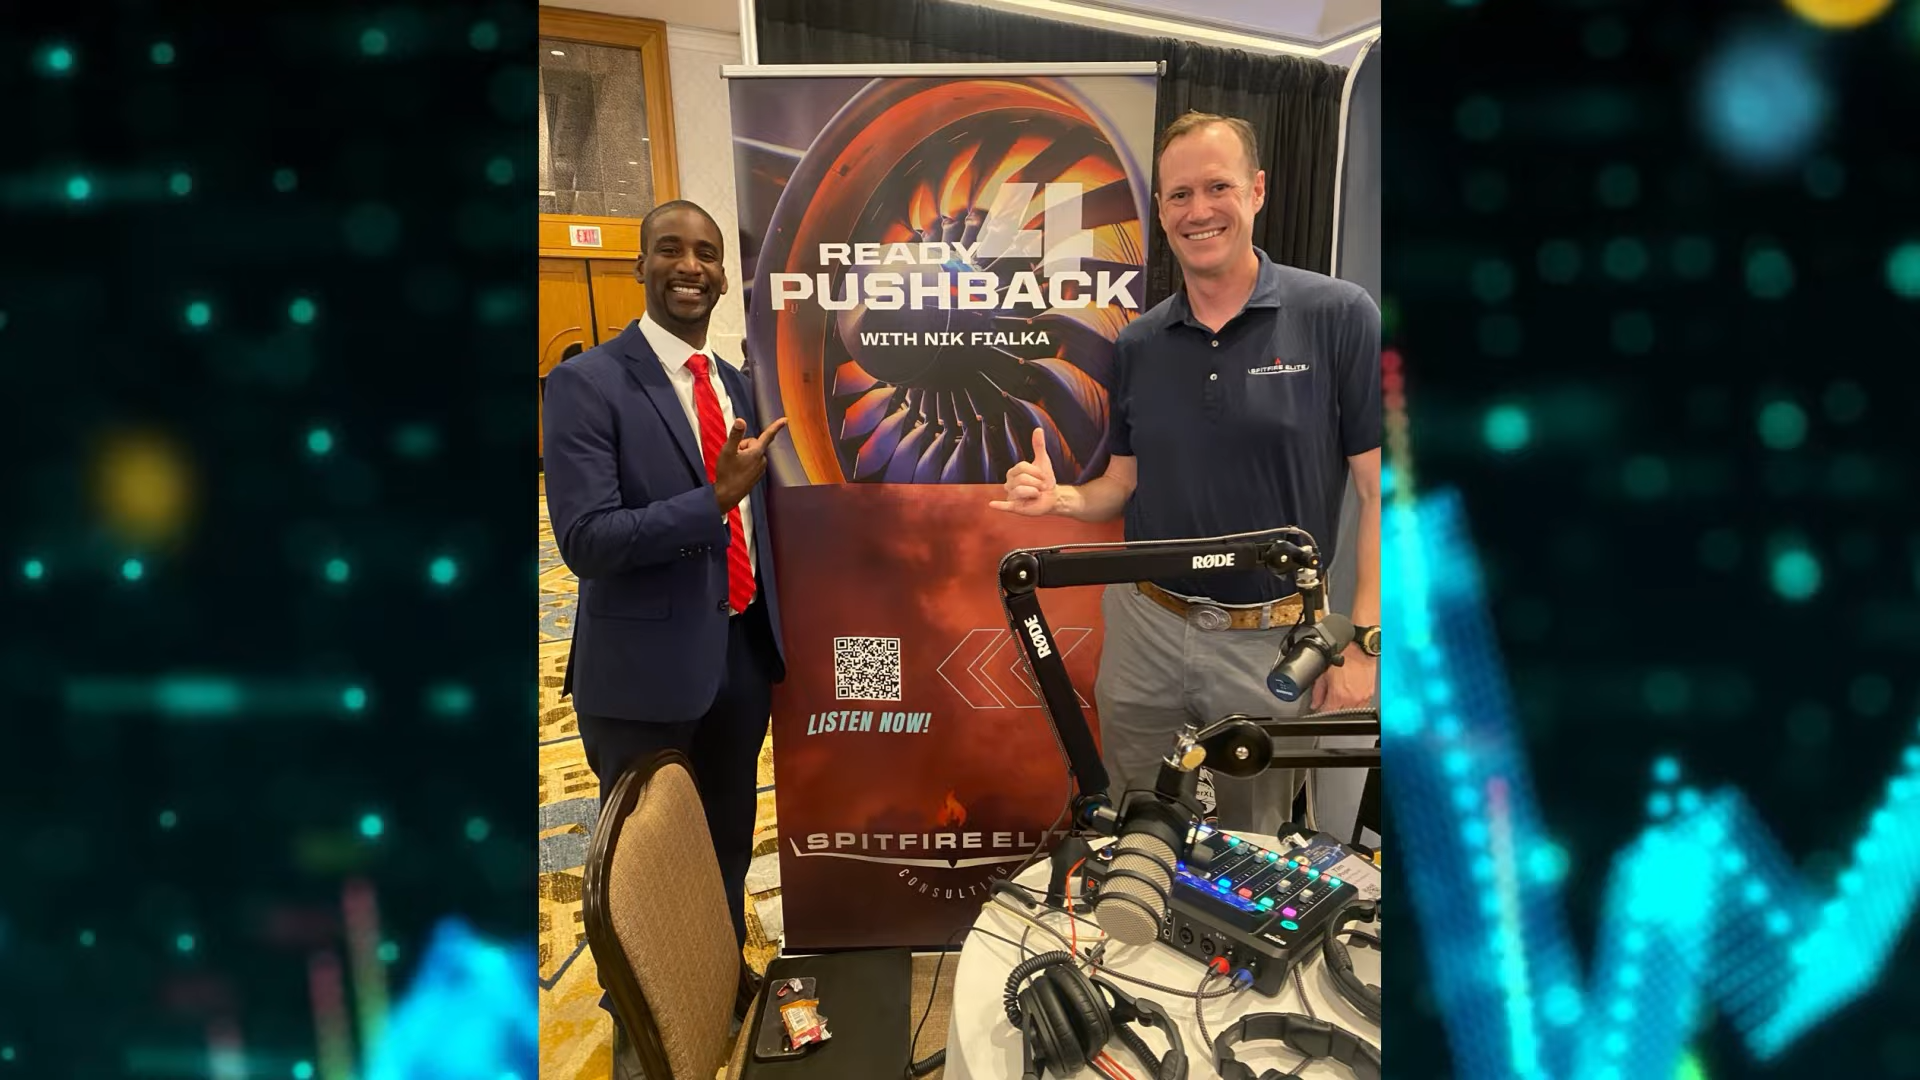 EXIT
4
READY
PUSHBACK
WITH NIK FIALKA
SPITFIRE ELITE
RØDE
RØDE
LISTEN NOW!
SPITFIRE ELITE
CONSULTING